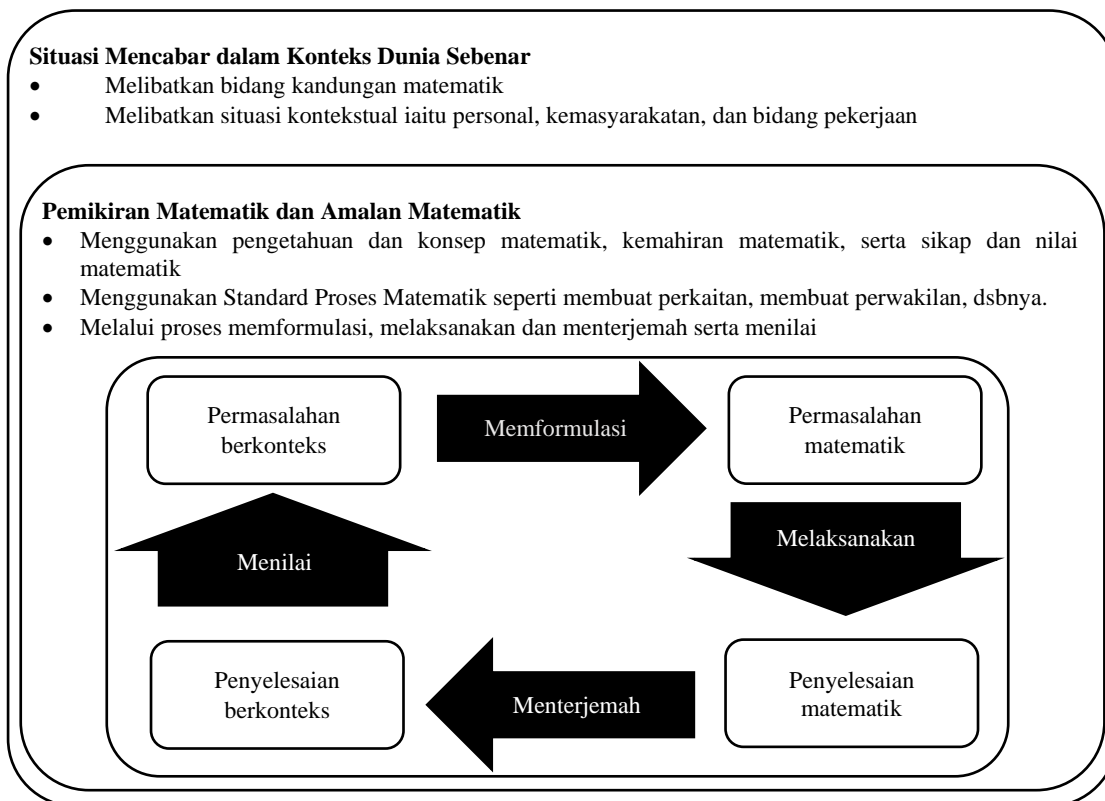 Situasi Mencabar dalam Konteks Dunia Sebenar
• Melibatkan bidang kandungan matematik
• Melibatkan situasi kontekstual iaitu personal, kemasyarakatan, dan bidang pekerjaan
Pemikiran Matematik dan Amalan Matematik
• Menggunakan pengetahuan dan konsep matematik, kemahiran matematik, serta sikap dan nilai
matematik
• Menggunakan Standard Proses Matematik seperti membuat perkaitan, membuat perwakilan, dsbnya.
• Melalui proses memformulasi, melaksanakan dan menterjemah serta menilai
Permasalahan
berkonteks
Memformulasi
Permasalahan
matematik
Menilai
Melaksanakan
Penyelesaian
berkonteks
Menterjemah
Penyelesaian
matematik